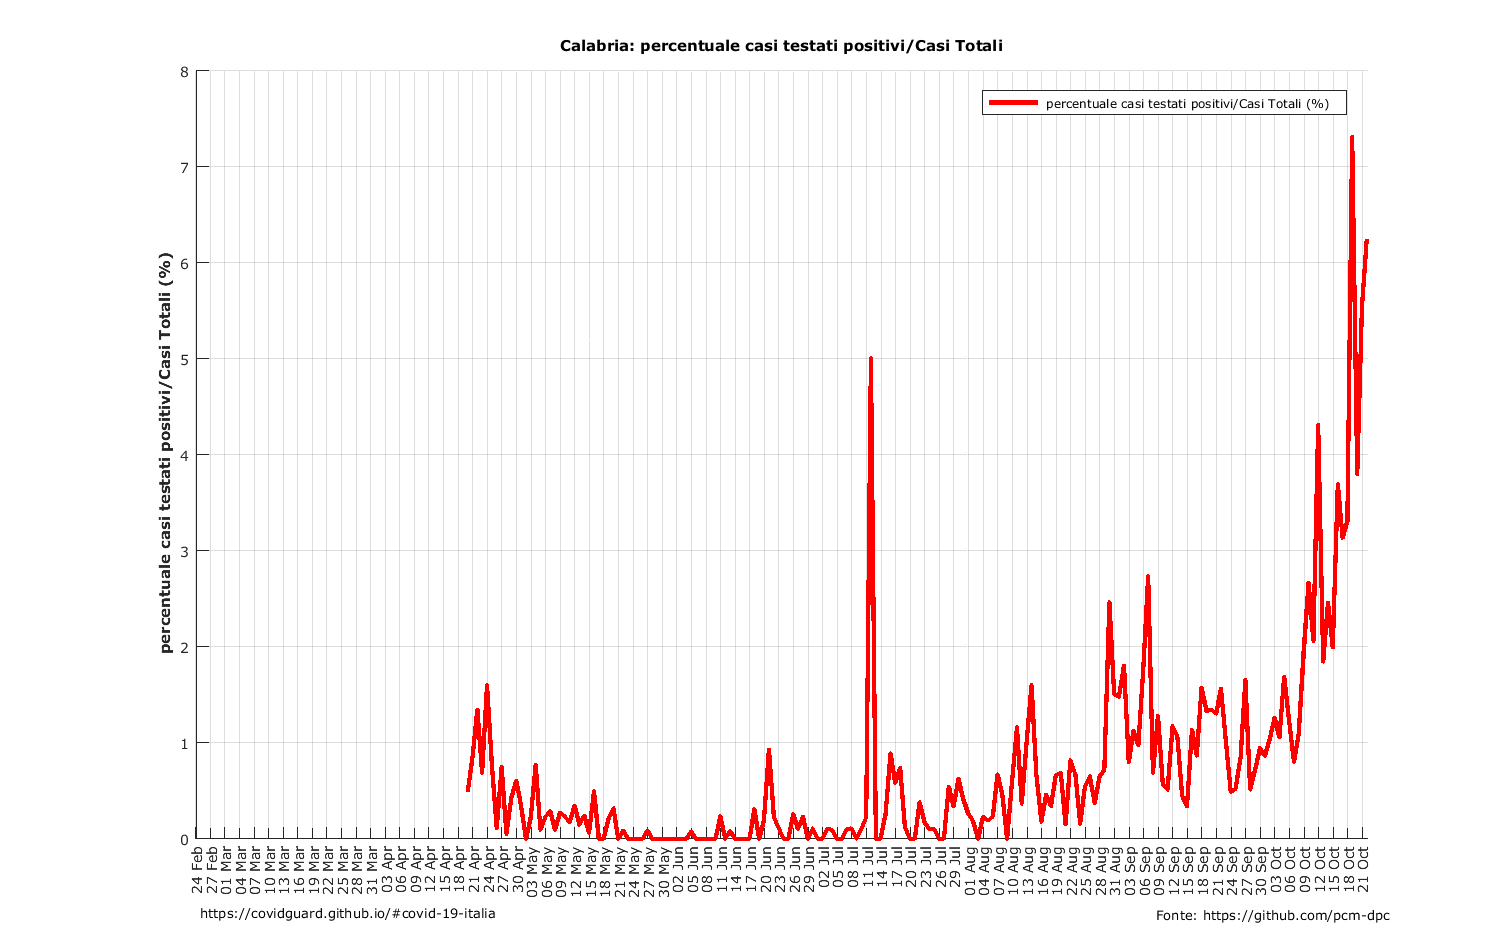 Calabria: percentuale casi testati positivi/Casi Totali
percentuale casi testati positivi/Casi Totali (%)
percentuale casi testati positivi/Casi Totali (%)
8
7
6
5
4
3
2
1
0
24 Feb
27 Feb
01 Mar
04 Mar
07 Mar
10 Mar
13 Mar
16 Mar
19 Mar
22 Mar
25 Mar
28 Mar
31 Mar
03 Apr
06 Apr
09 Apr
12 Apr
15 Apr
18 Apr
21 Apr
24 Apr
27 Apr
30 Apr
03 May
06 May
09 May
12 May
15 May
18 May
21 May
24 May
27 May
30 May
02 Jun
05 Jun
08 Jun
11 Jun
14 Jun
17 Jun
20 Jun
23 Jun
26 Jun
29 Jun
02 Jul
05 Jul
08 Jul
11 Jul
14 Jul
17 Jul
20 Jul
23 Jul
26 Jul
29 Jul
01 Aug
04 Aug
07 Aug
10 Aug
13 Aug
16 Aug
19 Aug
22 Aug
25 Aug
28 Aug
31 Aug
03 Sep
06 Sep
09 Sep
12 Sep
15 Sep
18 Sep
21 Sep
24 Sep
27 Sep
30 Sep
03 Oct
06 Oct
09 Oct
12 Oct
15 Oct
18 Oct
21 Oct
https://covidguard.github.io/#covid-19-italia
Fonte: https://github.com/pcm-dpc